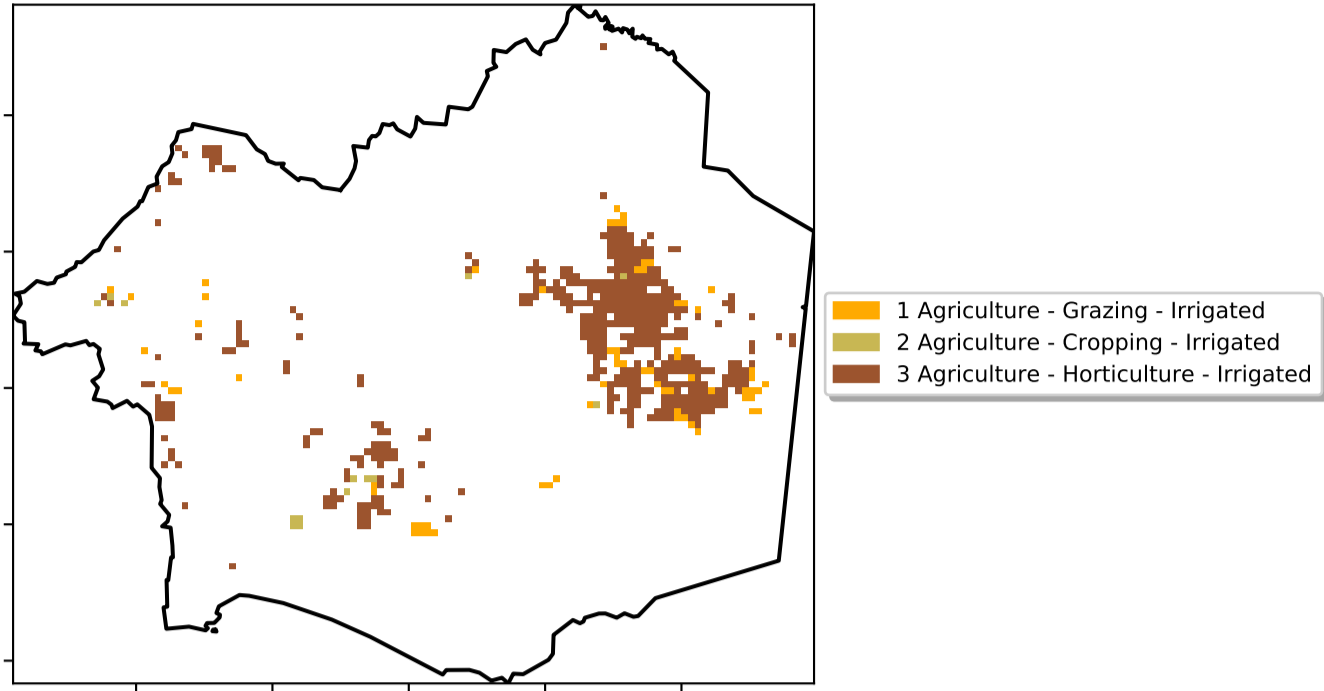 1 Agriculture - Grazing - Irrigated
2 Agriculture - Cropping - Irrigated
3 Agriculture - Horticulture - Irrigated